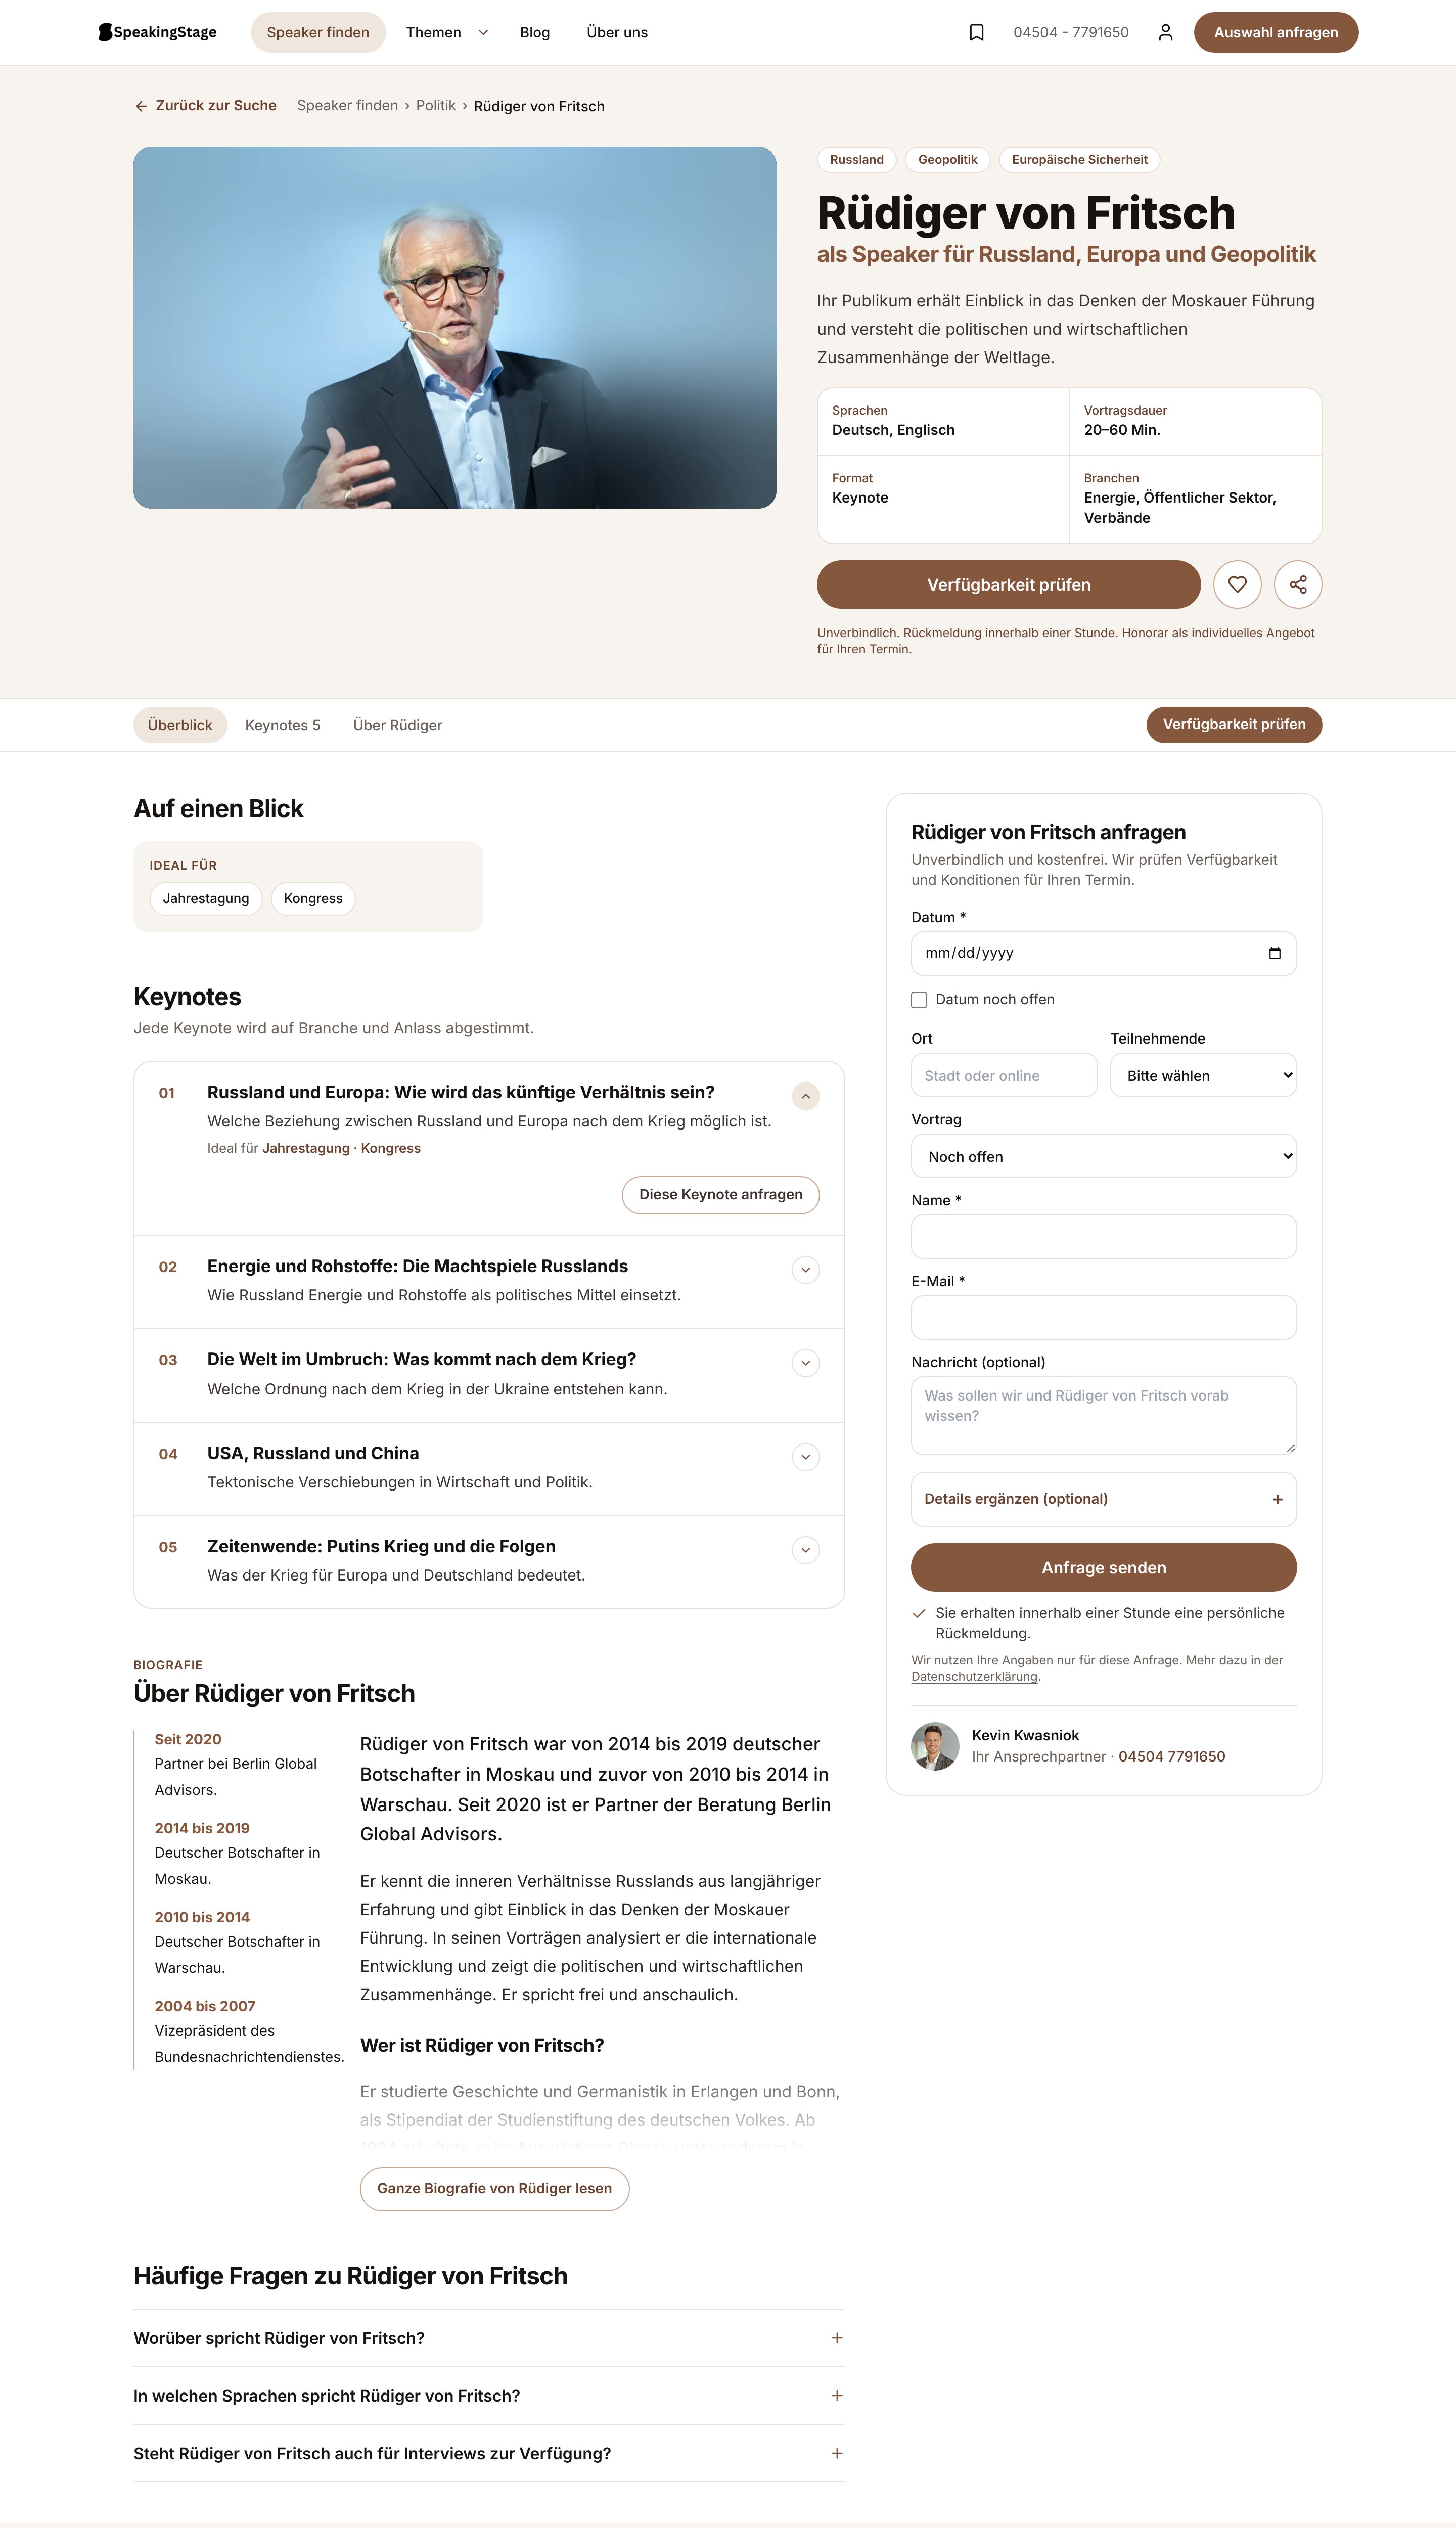 SpeakingStage
Speaker finden
Themen
Blog
Über uns
04504 - 7791650
Auswahl anfragen
Zurück zur Suche
Speaker finden › Politik › Rüdiger von Fritsch
Russland
Geopolitik
Europäische Sicherheit
Rüdiger von Fritsch
als Speaker für Russland, Europa und Geopolitik
Ihr Publikum erhält Einblick in das Denken der Moskauer Führung
und versteht die politischen und wirtschaftlichen
Zusammenhänge der Weltlage.
Sprachen
Deutsch, Englisch
Vortragsdauer
20–60 Min.
Format
Keynote
Branchen
Energie, Öffentlicher Sektor,
Verbände
Verfügbarkeit prüfen
Unverbindlich. Rückmeldung innerhalb einer Stunde. Honorar als individuelles Angebot
für Ihren Termin.
Überblick
Keynotes 5
Über Rüdiger
Verfügbarkeit prüfen
Auf einen Blick
IDEAL FÜR
Jahrestagung
Kongress
Keynotes
Jede Keynote wird auf Branche und Anlass abgestimmt.
01
Russland und Europa: Wie wird das künftige Verhältnis sein?
Welche Beziehung zwischen Russland und Europa nach dem Krieg möglich ist.
Ideal für Jahrestagung · Kongress
Diese Keynote anfragen
02
Energie und Rohstoffe: Die Machtspiele Russlands
Wie Russland Energie und Rohstoffe als politisches Mittel einsetzt.
03
Die Welt im Umbruch: Was kommt nach dem Krieg?
Welche Ordnung nach dem Krieg in der Ukraine entstehen kann.
04
USA, Russland und China
Tektonische Verschiebungen in Wirtschaft und Politik.
05
Zeitenwende: Putins Krieg und die Folgen
Was der Krieg für Europa und Deutschland bedeutet.
BIOGRAFIE
Über Rüdiger von Fritsch
Seit 2020
Partner bei Berlin Global
Advisors.
2014 bis 2019
Deutscher Botschafter in
Moskau.
2010 bis 2014
Deutscher Botschafter in
Warschau.
2004 bis 2007
Vizepräsident des
Bundesnachrichtendienstes.
Rüdiger von Fritsch war von 2014 bis 2019 deutscher
Botschafter in Moskau und zuvor von 2010 bis 2014 in
Warschau. Seit 2020 ist er Partner der Beratung Berlin
Global Advisors.
Er kennt die inneren Verhältnisse Russlands aus langjähriger
Erfahrung und gibt Einblick in das Denken der Moskauer
Führung. In seinen Vorträgen analysiert er die internationale
Entwicklung und zeigt die politischen und wirtschaftlichen
Zusammenhänge. Er spricht frei und anschaulich.
Wer ist Rüdiger von Fritsch?
Er studierte Geschichte und Germanistik in Erlangen und Bonn,
als Stipendiat der Studienstiftung des deutschen Volkes. Ab
1984 arbeitete er im Auswärtigen Dienst, unter anderem in
Ganze Biografie von Rüdiger lesen
Häufige Fragen zu Rüdiger von Fritsch
Worüber spricht Rüdiger von Fritsch?
+
In welchen Sprachen spricht Rüdiger von Fritsch?
+
Steht Rüdiger von Fritsch auch für Interviews zur Verfügung?
+
Rüdiger von Fritsch anfragen
Unverbindlich und kostenfrei. Wir prüfen Verfügbarkeit
und Konditionen für Ihren Termin.
Datum *
mm/dd/yyyy
Datum noch offen
Ort
Stadt oder online
Teilnehmende
Bitte wählen
Vortrag
Noch offen
Name *
E-Mail *
Nachricht (optional)
Was sollen wir und Rüdiger von Fritsch vorab
wissen?
Details ergänzen (optional)
+
Anfrage senden
Sie erhalten innerhalb einer Stunde eine persönliche
Rückmeldung.
Wir nutzen Ihre Angaben nur für diese Anfrage. Mehr dazu in der
Datenschutzerklärung.
Kevin Kwasniok
Ihr Ansprechpartner · 04504 7791650